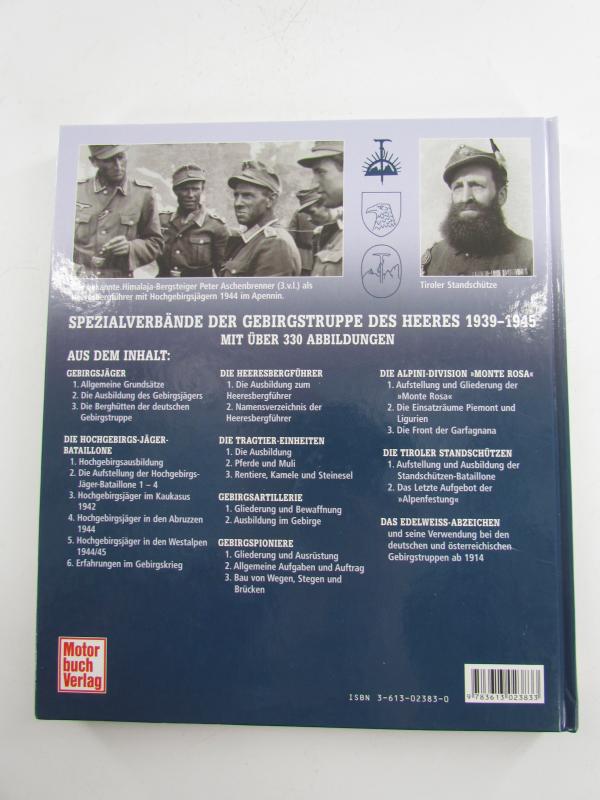 bekannte Himalaja-Bergsteiger Peter Aschenbrenner (3.v.l.) als
Heeresbergführer mit Hochgebirgsjägern 1944 im Apennin.
Tiroler Standschütze
SPEZIALVERBÄNDE DER GEBIRGSTRUPPE DES HEERES 1939–1945
MIT ÜBER 330 ABBILDUNGEN
AUS DEM INHALT:
GEBIRGSJÄGER
1. Allgemeine Grundsätze
2. Die Ausbildung des Gebirgsjägers
3. Die Berghütten der deutschen
Gebirgstruppe
DIE HOCHGEBIRGS-JÄGER-
BATAILLONE
1. Hochgebirgsausbildung
2. Die Aufstellung der Hochgebirgs-
Jäger-Bataillone 1 – 4
3. Hochgebirgsjäger im Kaukasus
1942
4. Hochgebirgsjäger in den Abruzzen
1944
5. Hochgebirgsjäger in den Westalpen
1944/45
6. Erfahrungen im Gebirgskrieg
DIE HEERESBERGFÜHRER
1. Die Ausbildung zum
Heeresbergführer
2. Namensverzeichnis der
Heeresbergführer
DIE TRAGTIER-EINHEITEN
1. Die Ausbildung
2. Pferde und Muli
3. Rentiere, Kamele und Steinesel
GEBIRGSARTILLERIE
1. Gliederung und Bewaffnung
2. Ausbildung im Gebirge
GEBIRGSPIONIERE
1. Gliederung und Ausrüstung
2. Allgemeine Aufgaben und Auftrag
3. Bau von Wegen, Stegen und
Brücken
DIE ALPINI-DIVISION »MONTE ROSA«
1. Aufstellung und Gliederung der
»Monte Rosa«
2. Die Einsatzräume Piemont und
Ligurien
3. Die Front der Garfagnana
DIE TIROLER STANDSCHÜTZEN
1. Aufstellung und Ausbildung der
Standschützen-Bataillone
2. Das Letzte Aufgebot der
»Alpenfestung«
DAS EDELWEISS-ABZEICHEN
und seine Verwendung bei den
deutschen und österreichischen
Gebirgstruppen ab 1914
Motor
buch
Verlag
ISBN 3-613-02383-0
9 783613 023833